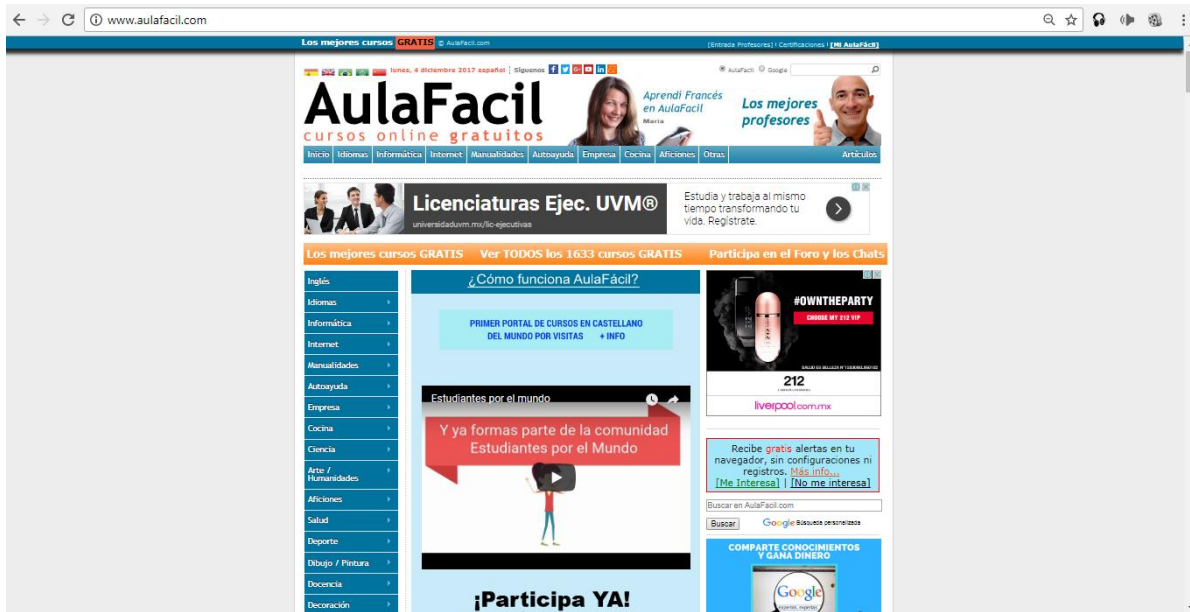 www.aulafacil.com
Los mejores cursos GRATIS © AulaFacil.com
[Entrada Profesores] | Certificaciones | [Mi AulaFácil]
lunes, 4 diciembre 2017 español Síguenos
AulaFacil Google
AulaFacil
cursos online gratuitos
Aprendí Francés
en AulaFacil
María
Los mejores
profesores
Inicio Idiomas Informática Internet Manualidades Autoayuda Empresa Cocina Aficiones Otras Artículos
Licenciaturas Ejec. UVM®
universidaduvm.mx/lic-ejecutivas
Estudia y trabaja al mismo
tiempo transformando tu
vida. Regístrate.
Los mejores cursos GRATIS Ver TODOS los 1633 cursos GRATIS Participa en el Foro y los Chats
Inglés
Idiomas
Informática
Internet
Manualidades
Autoayuda
Empresa
Cocina
Ciencia
Arte /
Humanidades
Aficiones
Salud
Deporte
Dibujo / Pintura
Docencia
Decoración
¿Cómo funciona AulaFácil?
PRIMER PORTAL DE CURSOS EN CASTELLANO
DEL MUNDO POR VISITAS + INFO
Estudiantes por el mundo
Y ya formas parte de la comunidad
Estudiantes por el Mundo
¡Participa YA!
#OWNTHEPARTY
CHOOSE MY 212 VIP
212
liverpool.com.mx
Recibe gratis alertas en tu
navegador, sin configuraciones ni
registros. Más info...
[Me Interesa] | [No me interesa]
Buscar en AulaFacil.com
Buscar Google Búsqueda personalizada
COMPARTE CONOCIMIENTOS
Y GANA DINERO
Google